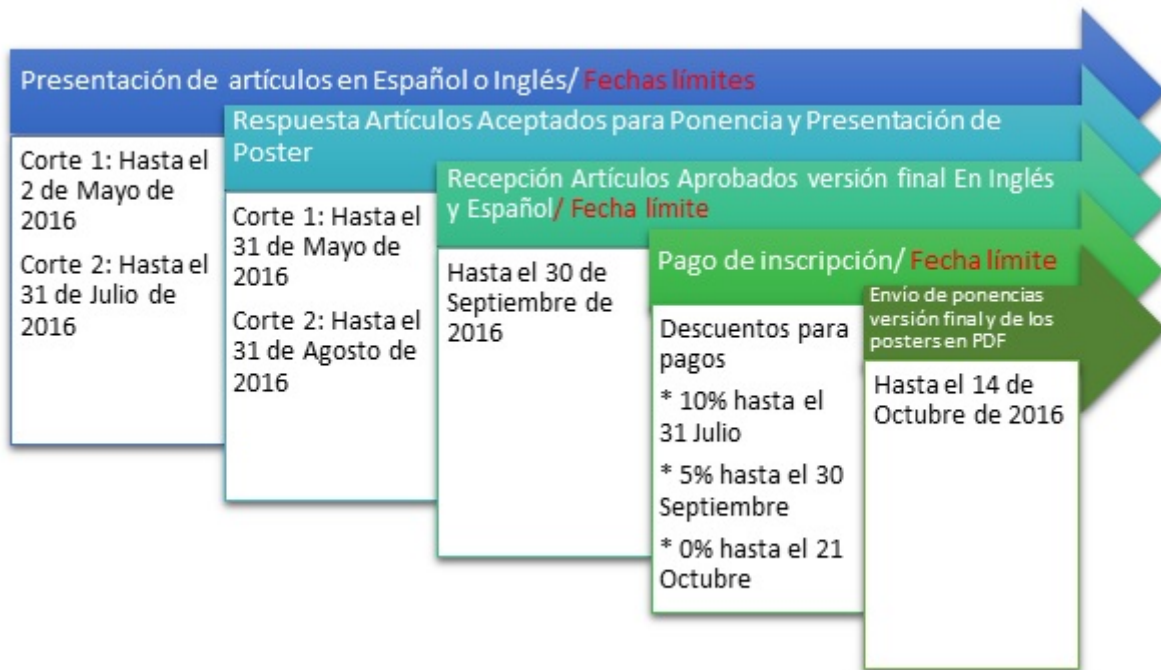 Presentación de artículos en Español o Inglés/ Fechas límites
Corte 1: Hasta el
2 de Mayo de
2016
Corte 2: Hasta el
31 de Julio de
2016
Respuesta Artículos Aceptados para Ponencia y Presentación de
Poster
Corte 1: Hasta el
31 de Mayo de
2016
Corte 2: Hasta el
31 de Agosto de
2016
Recepción Artículos Aprobados versión final En Inglés
y Español/ Fecha límite
Hasta el 30 de
Septiembre de
2016
Pago de inscripción/ Fecha límite
Descuentos para
pagos
* 10% hasta el
31 Julio
* 5% hasta el 30
Septiembre
* 0% hasta el 21
Octubre
Envío de ponencias
versión final y de los
posters en PDF
Hasta el 14 de
Octubre de 2016